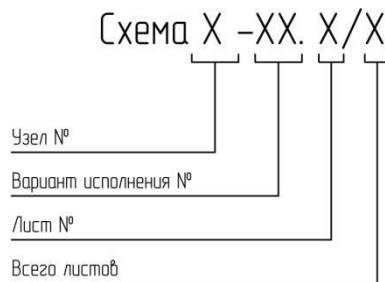 Схема X -XX. X/X
Узел №
Вариант исполнения №
Лист №
Всего листов